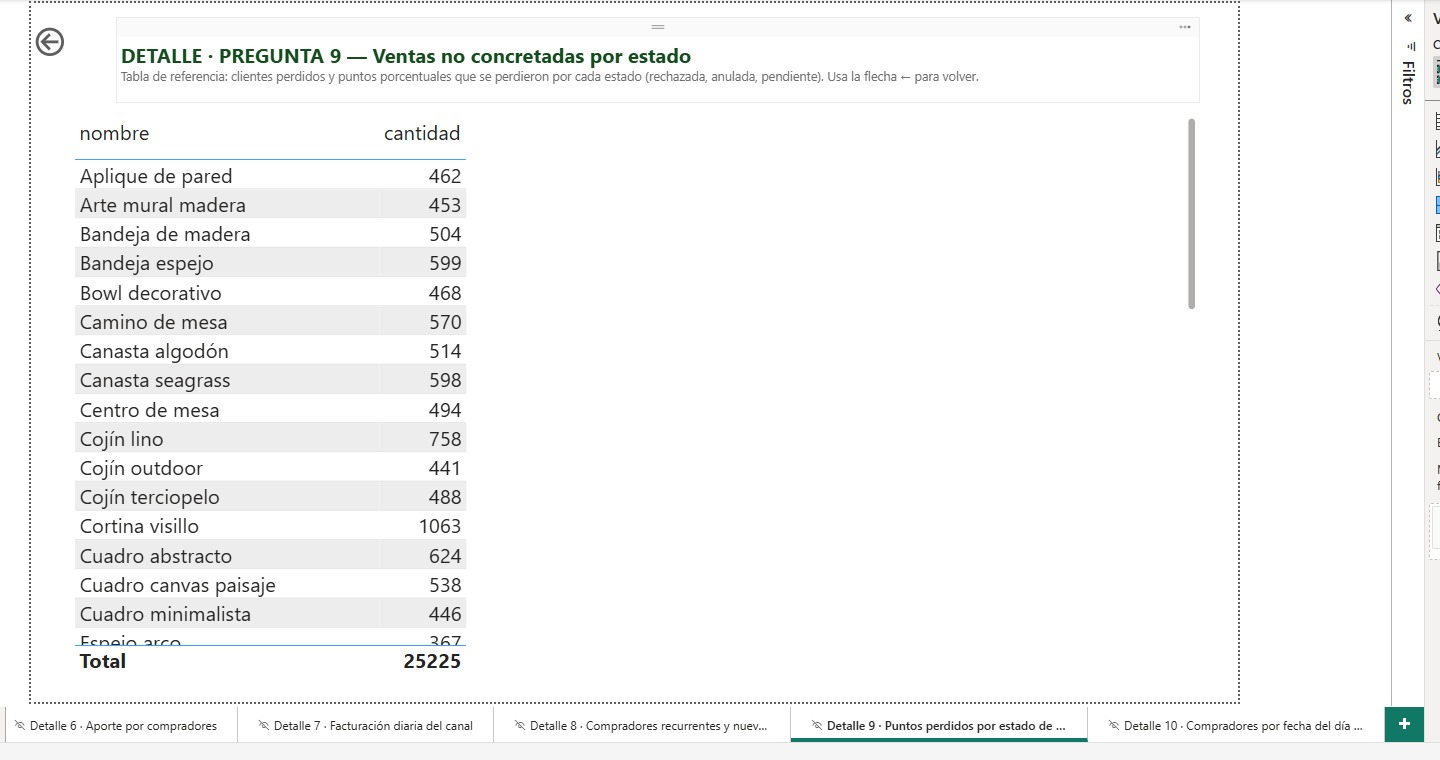 DETALLE · PREGUNTA 9 — Ventas no concretadas por estado
Tabla de referencia: clientes perdidos y puntos porcentuales que se perdieron por cada estado (rechazada, anulada, pendiente). Usa la flecha ← para volver.
nombre cantidad
Aplique de pared 462
Arte mural madera 453
Bandeja de madera 504
Bandeja espejo 599
Bowl decorativo 468
Camino de mesa 570
Canasta algodón 514
Canasta seagrass 598
Centro de mesa 494
Cojín lino 758
Cojín outdoor 441
Cojín terciopelo 488
Cortina visillo 1063
Cuadro abstracto 624
Cuadro canvas paisaje 538
Cuadro minimalista 446
Espejo arco 367
Total 25225
Filtros
Detalle 6 · Aporte por compradores
Detalle 7 · Facturación diaria del canal
Detalle 8 · Compradores recurrentes y nuev...
Detalle 9 · Puntos perdidos por estado de ...
Detalle 10 · Compradores por fecha del día ...